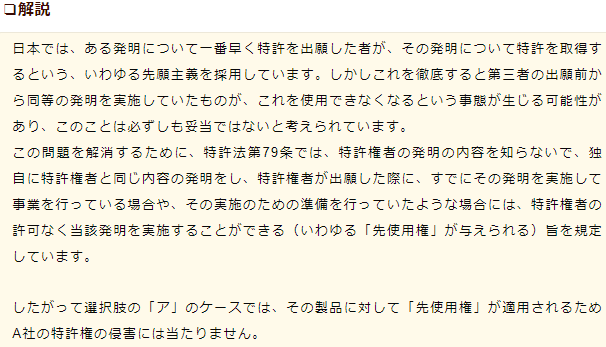 ❏解説
日本では、ある発明について一番早く特許を出願した者が、その発明について特許を取得す
るという、いわゆる先願主義を採用しています。しかしこれを徹底すると第三者の出願前か
ら同等の発明を実施していたものが、これを使用できなくなるという事態が生じる可能性が
あり、このことは必ずしも妥当ではないと考えられています。
この問題を解消するために、特許法第79条では、特許権者の発明の内容を知らないで、独
自に特許権者と同じ内容の発明をし、特許権者が出願した際に、すでにその発明を実施して
事業を行っている場合や、その実施のための準備を行っていたような場合には、特許権者の
許可なく当該発明を実施することができる（いわゆる「先使用権」が与えられる）旨を規定
しています。
したがって選択肢の「ア」のケースでは、その製品に対して「先使用権」が適用されるため
A社の特許権の侵害には当たりません。